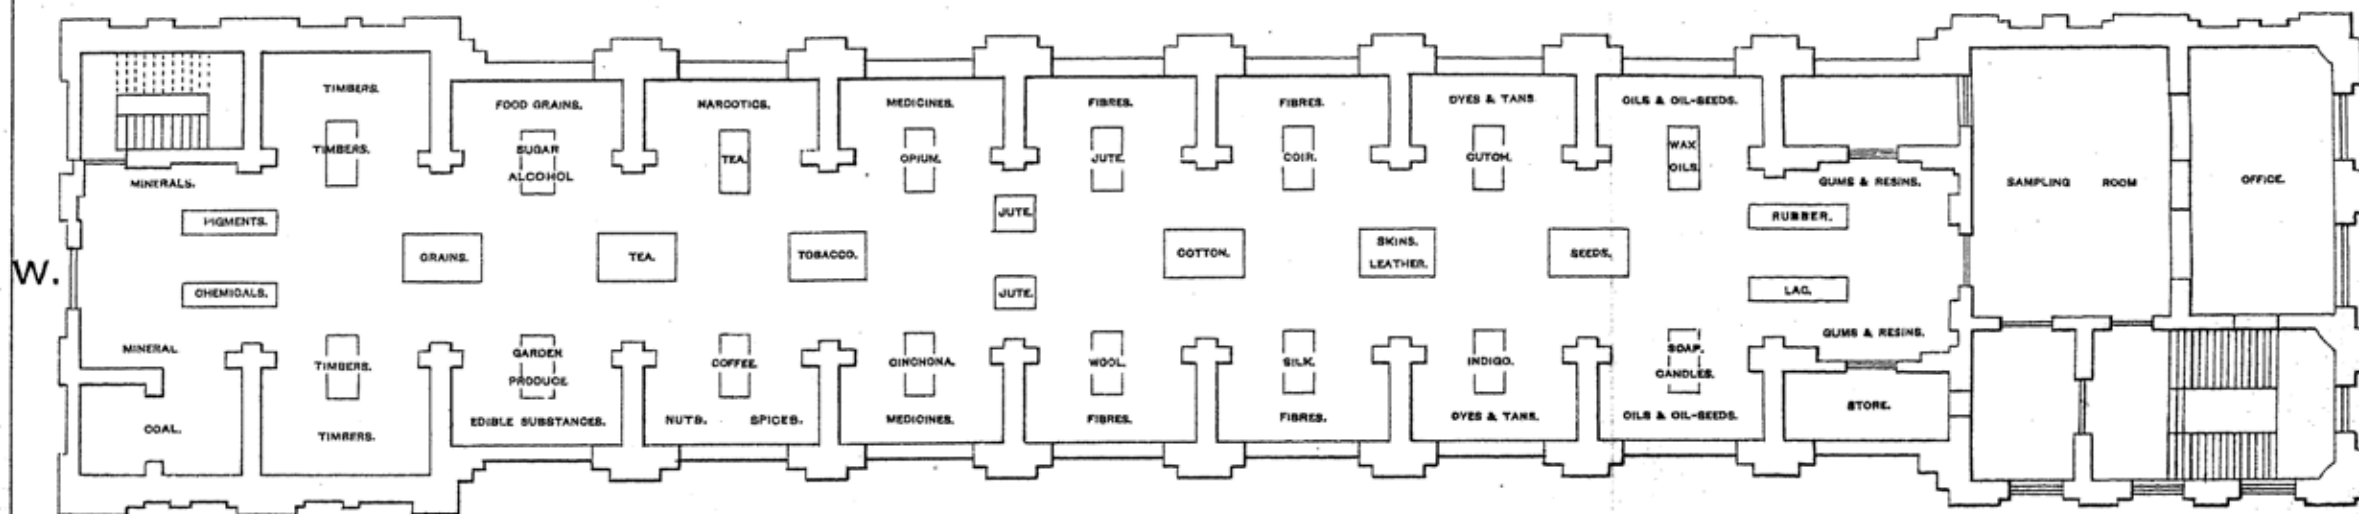 TIMBERS.
FOOD GRAINS.
NARCOTICS.
MEDICINES.
FIBRES.
FIBRES.
DYES & TANS
OILS & OIL-SEEDS.
TIMBERS.
SUGAR
ALCOHOL
TEA.
OPIUM.
JUTE.
COIR.
CUTCH.
WAX
OILS.
MINERALS.
GUMS & RESINS.
SAMPLING ROOM
OFFICE.
PIGMENTS.
JUTE.
RUBBER.
W.
GRAINS.
TEA.
TOBACCO.
COTTON.
SKINS.
LEATHER.
SEEDS.
CHEMICALS.
JUTE.
LAC.
MINERAL
GUMS & RESINS.
TIMBERS.
GARDEN
PRODUCE
COFFEE.
CINCHONA.
WOOL.
SILK.
INDIGO.
SOAP.
CANDLES.
COAL.
TIMBERS.
EDIBLE SUBSTANCES.
NUTS. SPICES.
MEDICINES.
FIBRES.
FIBRES.
DYES & TANS.
OILS & OIL-SEEDS.
STORE.